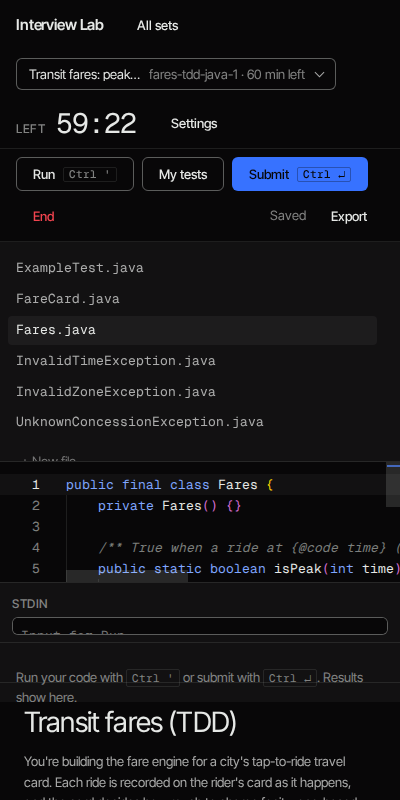 Interview Lab All sets
Transit fares: peak... fares-tdd-java-1 · 60 min left
LEFT 59:22 Settings
Run Ctrl ' My tests Submit Ctrl ↵
End Saved Export
ExampleTest.java
FareCard.java
Fares.java
InvalidTimeException.java
InvalidZoneException.java
UnknownConcessionException.java
+ New file
1 public final class Fares {
2 private Fares() {}
3
4 /** True when a ride at {@code time} (
5 public static boolean isPeak(int time)
STDIN
Input for Run
Run your code with Ctrl ' or submit with Ctrl ↵. Results
show here.
Transit fares (TDD)
You're building the fare engine for a city's tap-to-ride travel
card. Each ride is recorded on the rider's card as it happens,